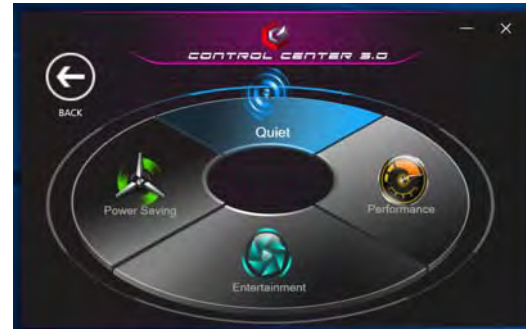 CONTROL CENTER 3.0
BACK
Quiet
Power Saving
Performance
Entertainment